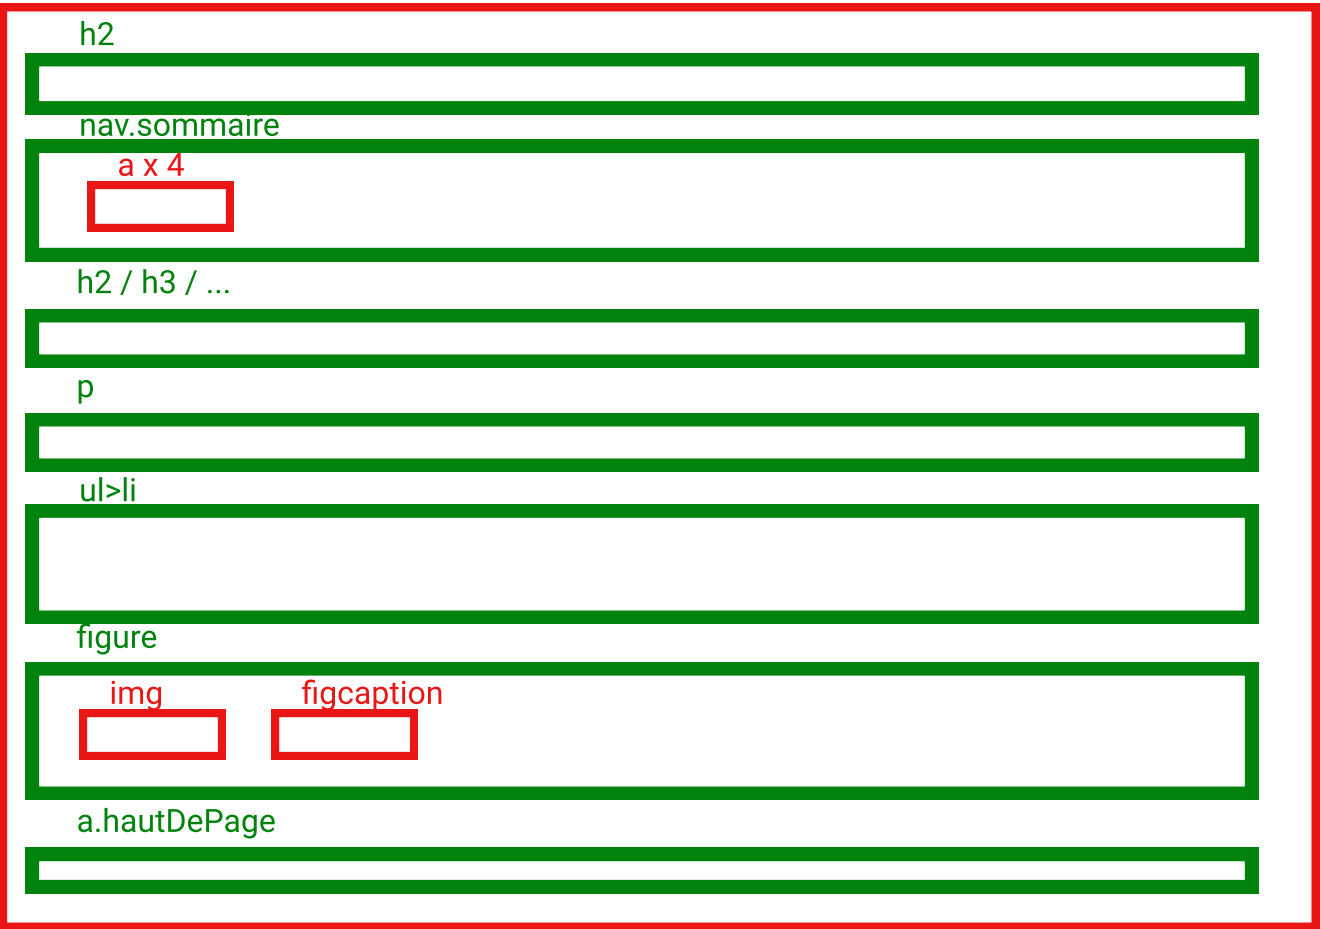 h2
nav.sommaire
a x 4
h2 / h3 / ...
p
ul>li
figure
img
figcaption
a.hautDePage